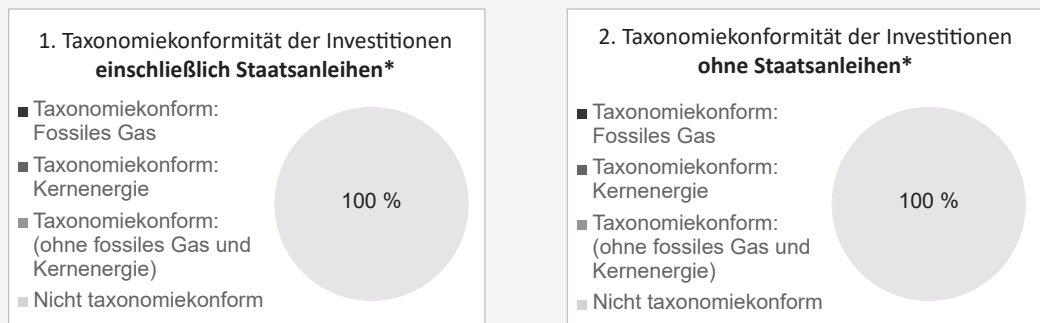 1. Taxonomiekonformität der Investitionen
einschließlich Staatsanleihen*
Taxonomiekonform:
Fossiles Gas
Taxonomiekonform:
Kernenergie
Taxonomiekonform:
(ohne fossiles Gas und
Kernenergie)
Nicht taxonomiekonform
100 %
2. Taxonomiekonformität der Investitionen
ohne Staatsanleihen*
Taxonomiekonform:
Fossiles Gas
Taxonomiekonform:
Kernenergie
Taxonomiekonform:
(ohne fossiles Gas und
Kernenergie)
Nicht taxonomiekonform
100 %